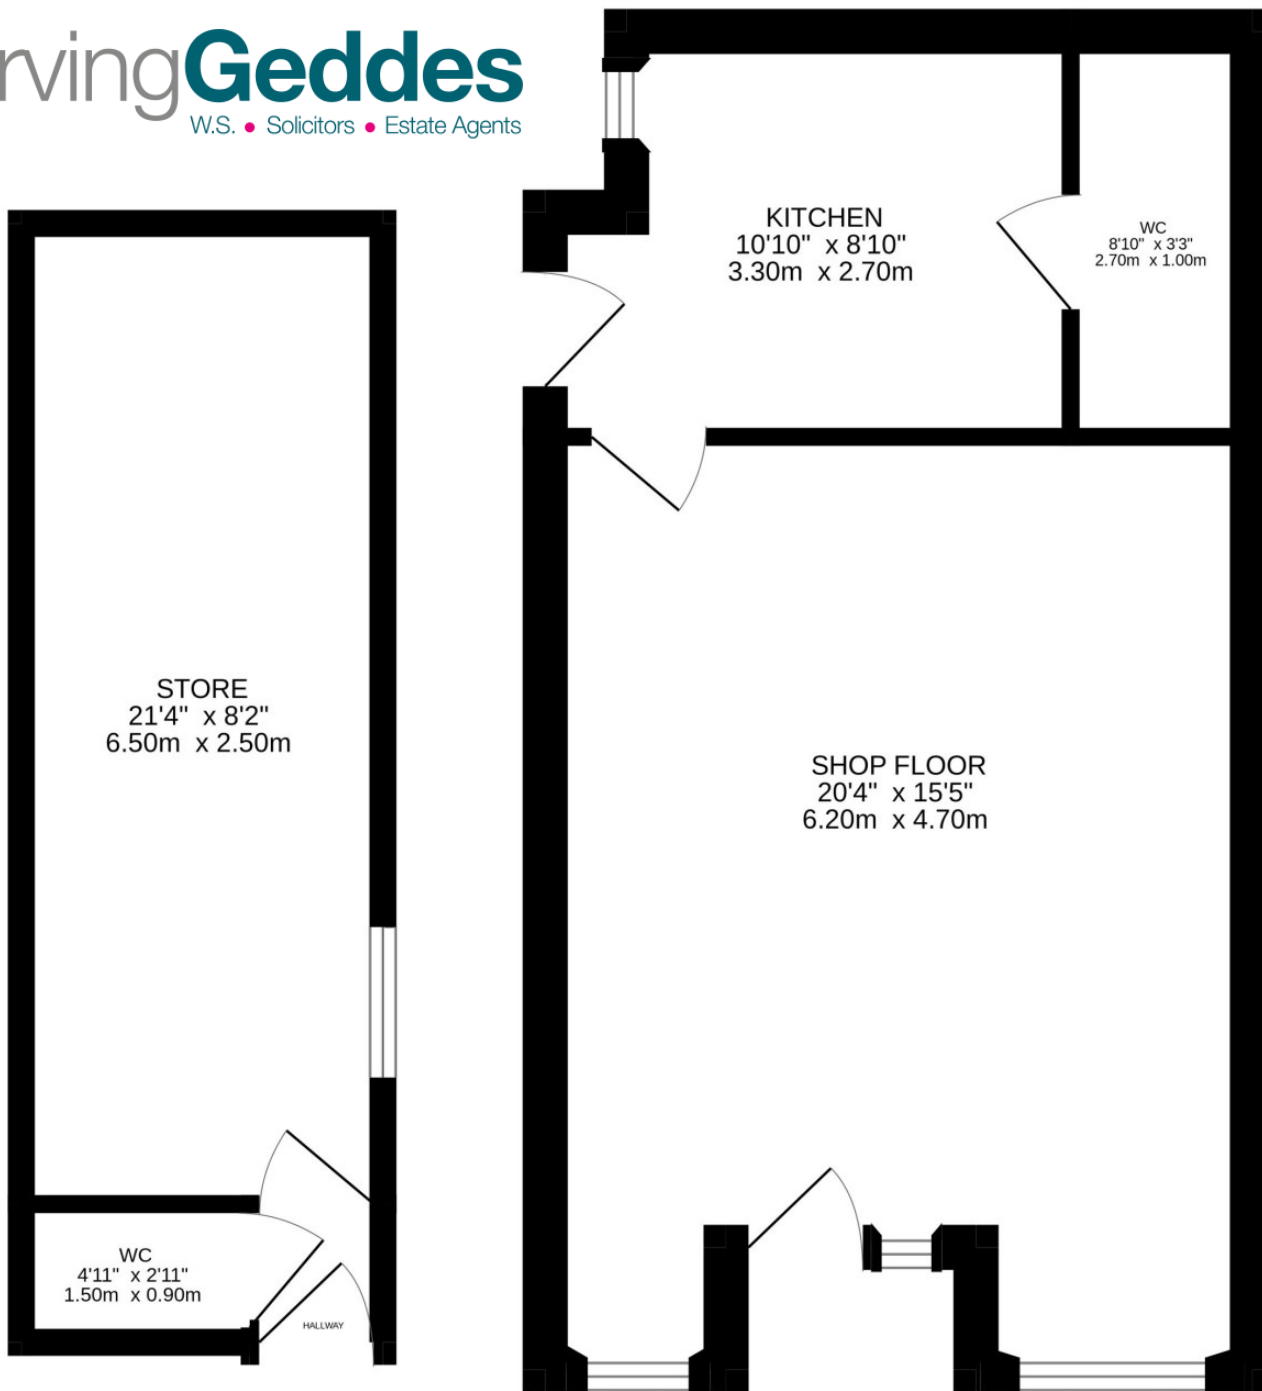 rvingGeddes
W.S. • Solicitors • Estate Agents
KITCHEN
10'10" x 8'10"
3.30m x 2.70m
WC
8'10" x 3'3"
2.70m x 1.00m
STORE
21'4" x 8'2"
6.50m x 2.50m
SHOP FLOOR
20'4" x 15'5"
6.20m x 4.70m
WC
4'11" x 2'11"
1.50m x 0.90m
HALLWAY